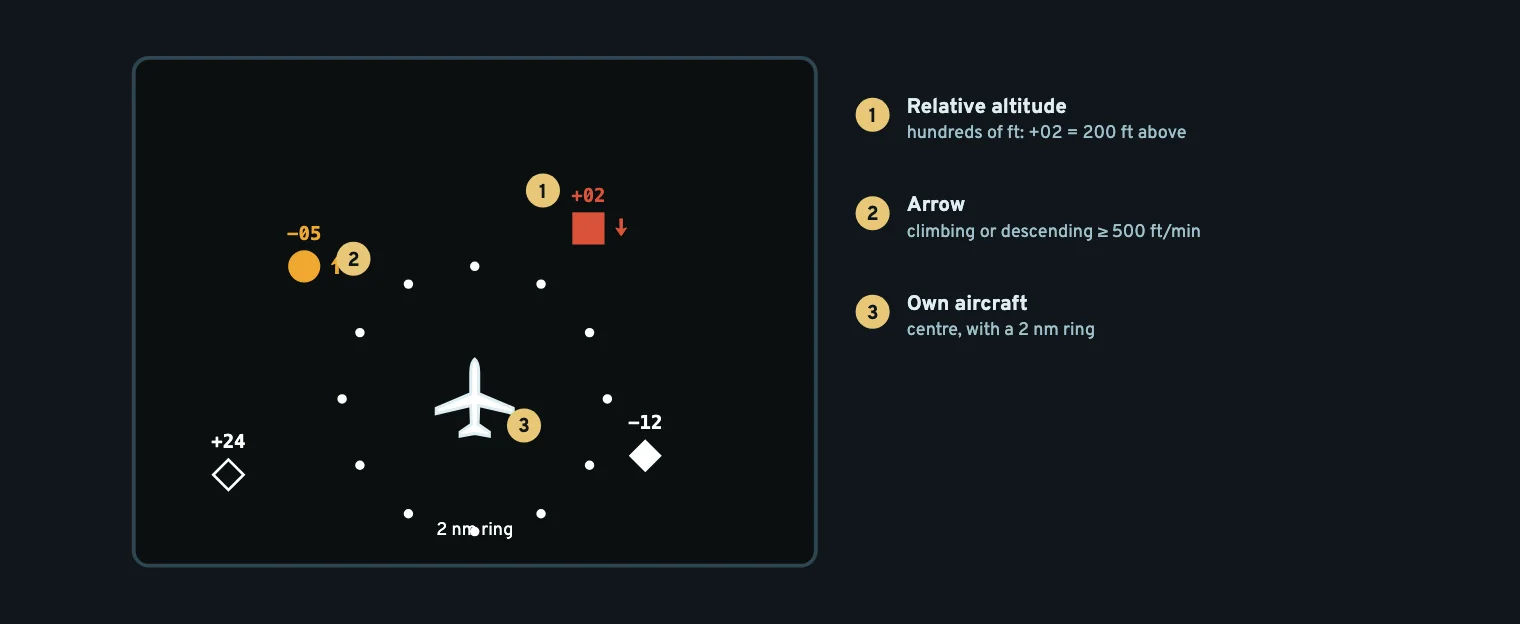 1
+02
−05
2
3
−12
+24
2 nm ring
1
Relative altitude
hundreds of ft: +02 = 200 ft above
2
Arrow
climbing or descending ≥ 500 ft/min
3
Own aircraft
centre, with a 2 nm ring